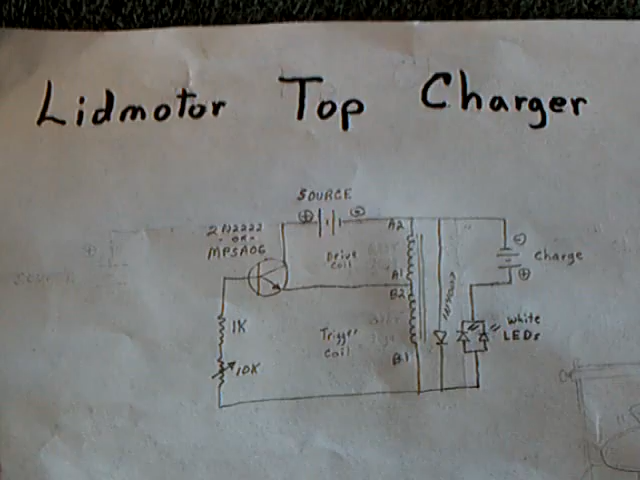 Lidmotor Top Charger
SOURCE
+ -
2N2222
- OR -
MPSA06
A2
Drive
coil
A1
B2
-
Charge
+
1K
10K
Trigger
coil
B1
White
LEDs